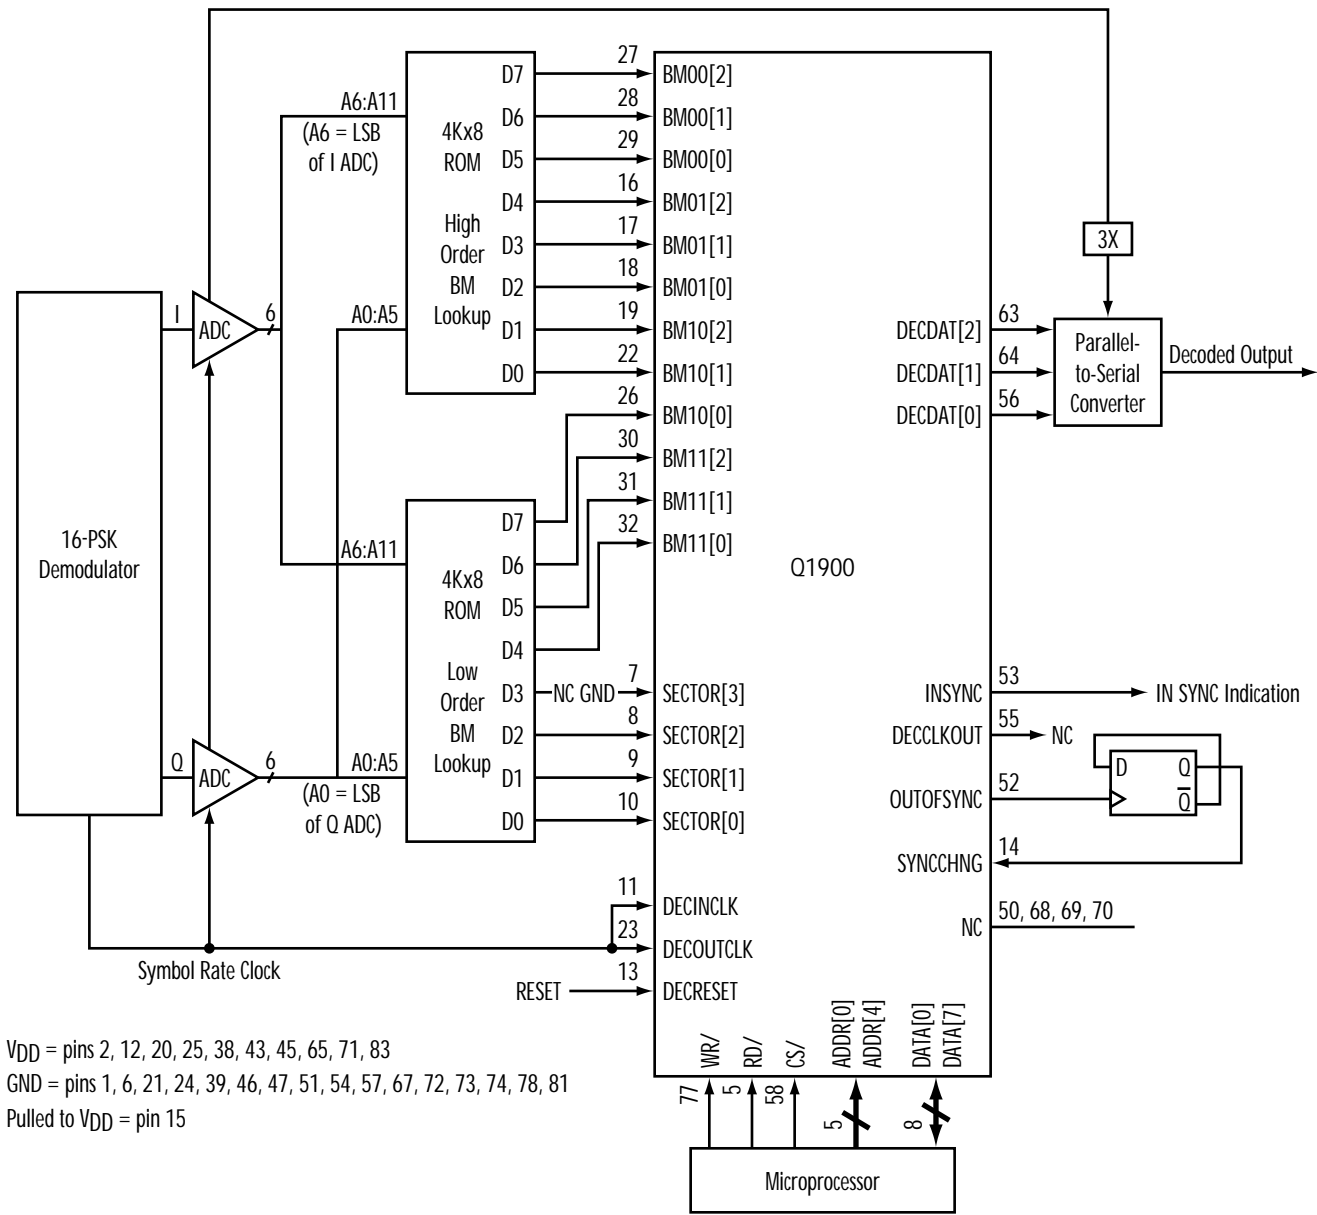 27
D7
BM00[2]
A6:A11
28
D6
BM00[1]
(A6 = LSB
of I ADC)
4Kx8
ROM
29
D5
BM00[0]
16
D4
BM01[2]
High
Order
BM
Lookup
17
D3
BM01[1]
3X
18
D2
BM01[0]
I
ADC
6
A0:A5
19
D1
BM10[2]
22
D0
BM10[1]
26
BM10[0]
30
BM11[2]
31
BM11[1]
32
BM11[0]
DECDAT[2]
63
DECDAT[1]
64
DECDAT[0]
56
Parallel-
to-Serial
Converter
Decoded Output
16-PSK
Demodulator
A6:A11
4Kx8
ROM
D7
D6
D5
D4
Q1900
Low
Order
BM
Lookup
D3
NC GND
7
SECTOR[3]
D2
8
SECTOR[2]
D1
9
SECTOR[1]
D0
10
SECTOR[0]
Q
ADC
6
A0:A5
(A0 = LSB
of Q ADC)
INSYNC
53
IN SYNC Indication
DECCLKOUT
55
NC
OUTOFSYNC
52
D
Q
Q
SYNCCHNG
14
NC
50, 68, 69, 70
11
DECINCLK
23
DECOUTCLK
Symbol Rate Clock
RESET
13
DECRESET
WR/
RD/
CS/
ADDR[0]
ADDR[4]
DATA[0]
DATA[7]
77
5
58
5
8
Microprocessor
VDD = pins 2, 12, 20, 25, 38, 43, 45, 65, 71, 83
GND = pins 1, 6, 21, 24, 39, 46, 47, 51, 54, 57, 67, 72, 73, 74, 78, 81
Pulled to VDD = pin 15